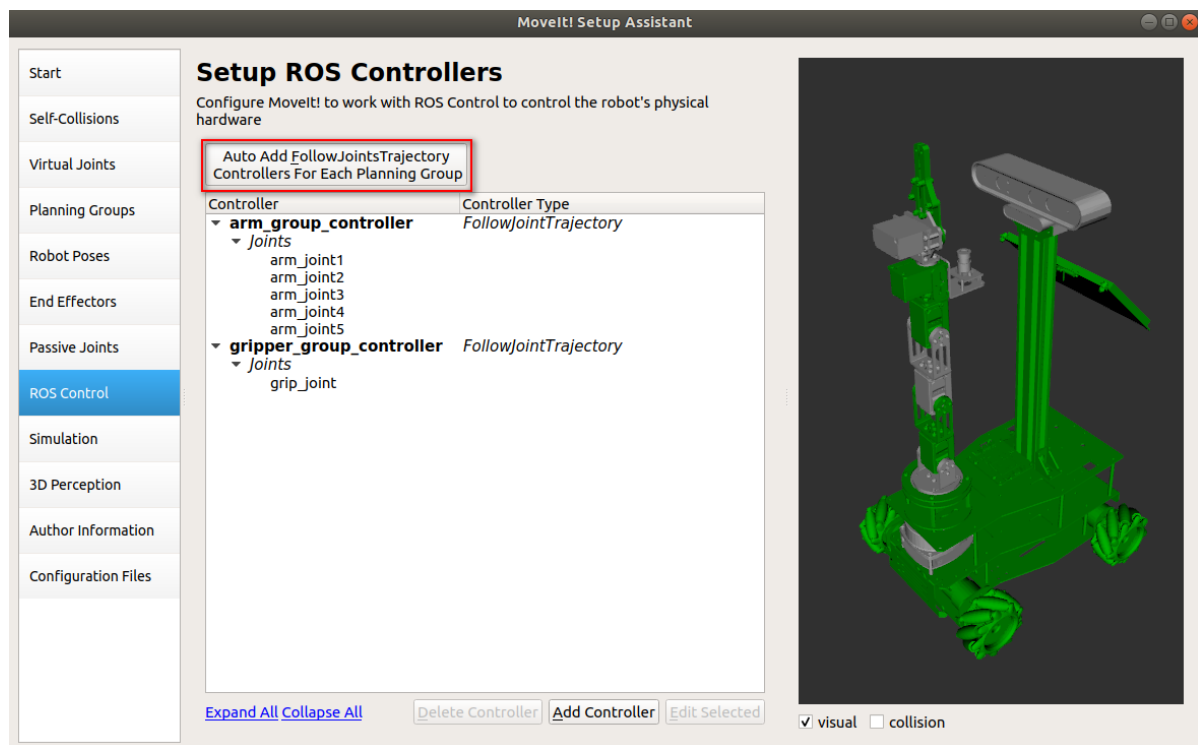 MoveIt! Setup Assistant
Start
Self-Collisions
Virtual Joints
Planning Groups
Robot Poses
End Effectors
Passive Joints
ROS Control
Simulation
3D Perception
Author Information
Configuration Files
Setup ROS Controllers
Configure MoveIt! to work with ROS Control to control the robot's physical
hardware
Auto Add FollowJointsTrajectory
Controllers For Each Planning Group
Controller Controller Type
arm_group_controller FollowJointTrajectory
Joints
arm_joint1
arm_joint2
arm_joint3
arm_joint4
arm_joint5
gripper_group_controller FollowJointTrajectory
Joints
grip_joint
Expand All Collapse All Delete Controller Add Controller Edit Selected
visual collision